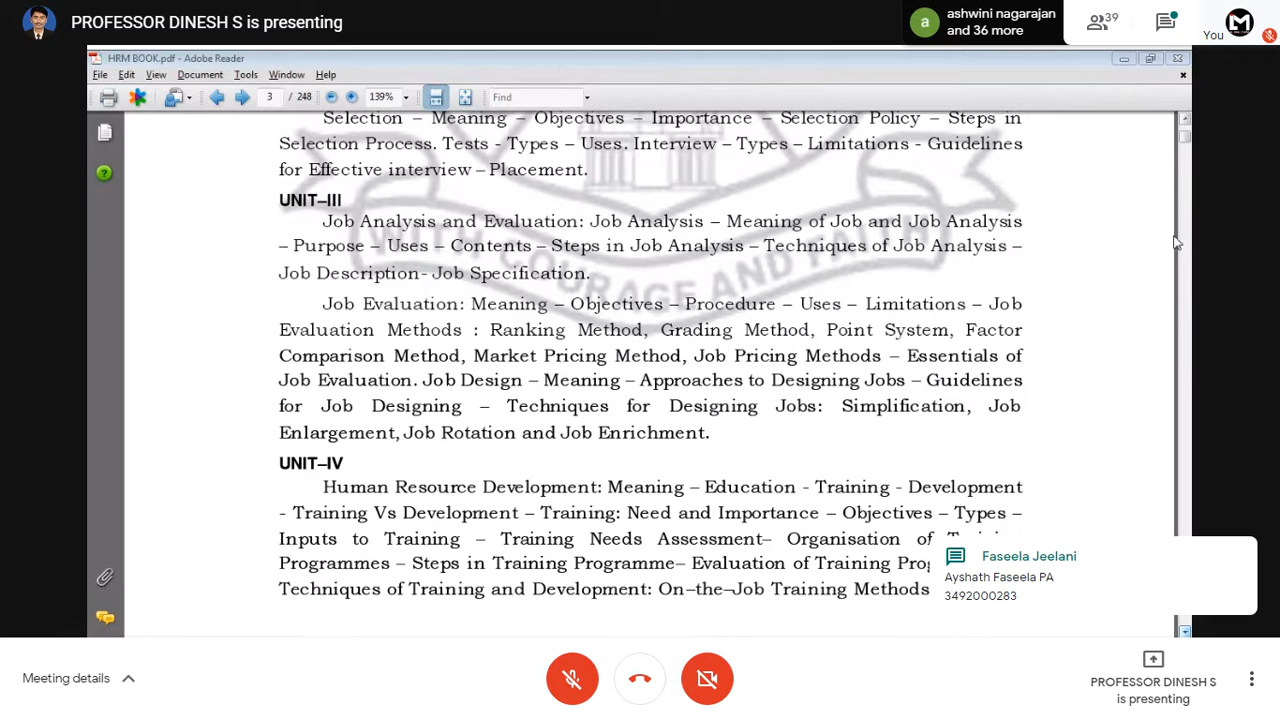 PROFESSOR DINESH S is presenting
a
ashwini nagarajan
and 36 more
39
You
M
HRM BOOK.pdf - Adobe Reader
File Edit View Document Tools Window Help
3 / 248 139% Find
Selection – Meaning – Objectives – Importance – Selection Policy – Steps in
Selection Process. Tests - Types – Uses. Interview – Types – Limitations - Guidelines
for Effective interview – Placement.
UNIT–III
Job Analysis and Evaluation: Job Analysis – Meaning of Job and Job Analysis
– Purpose – Uses – Contents – Steps in Job Analysis – Techniques of Job Analysis –
Job Description- Job Specification.
Job Evaluation: Meaning – Objectives – Procedure – Uses – Limitations – Job
Evaluation Methods : Ranking Method, Grading Method, Point System, Factor
Comparison Method, Market Pricing Method, Job Pricing Methods – Essentials of
Job Evaluation. Job Design – Meaning – Approaches to Designing Jobs – Guidelines
for Job Designing – Techniques for Designing Jobs: Simplification, Job
Enlargement, Job Rotation and Job Enrichment.
UNIT–IV
Human Resource Development: Meaning – Education - Training - Development
- Training Vs Development – Training: Need and Importance – Objectives – Types –
Inputs to Training – Training Needs Assessment– Organisation of
Programmes – Steps in Training Programme– Evaluation of Training
Techniques of Training and Development: On–the–Job Training Methods
WITH COURAGE AND FAITH
Faseela Jeelani
Ayshath Faseela PA
3492000283
Meeting details
PROFESSOR DINESH S
is presenting